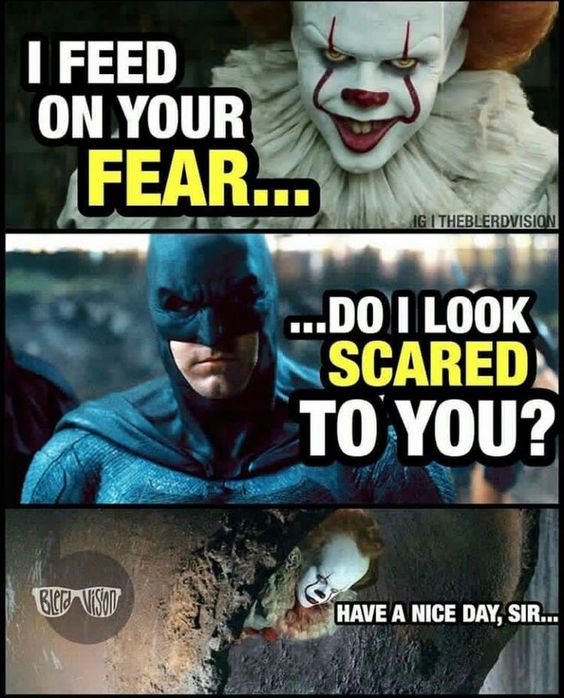 I FEED
ON YOUR
FEAR...
IG | THEBLERDVISION
...DO I LOOK
SCARED
TO YOU?
Blerd Vision
HAVE A NICE DAY, SIR...